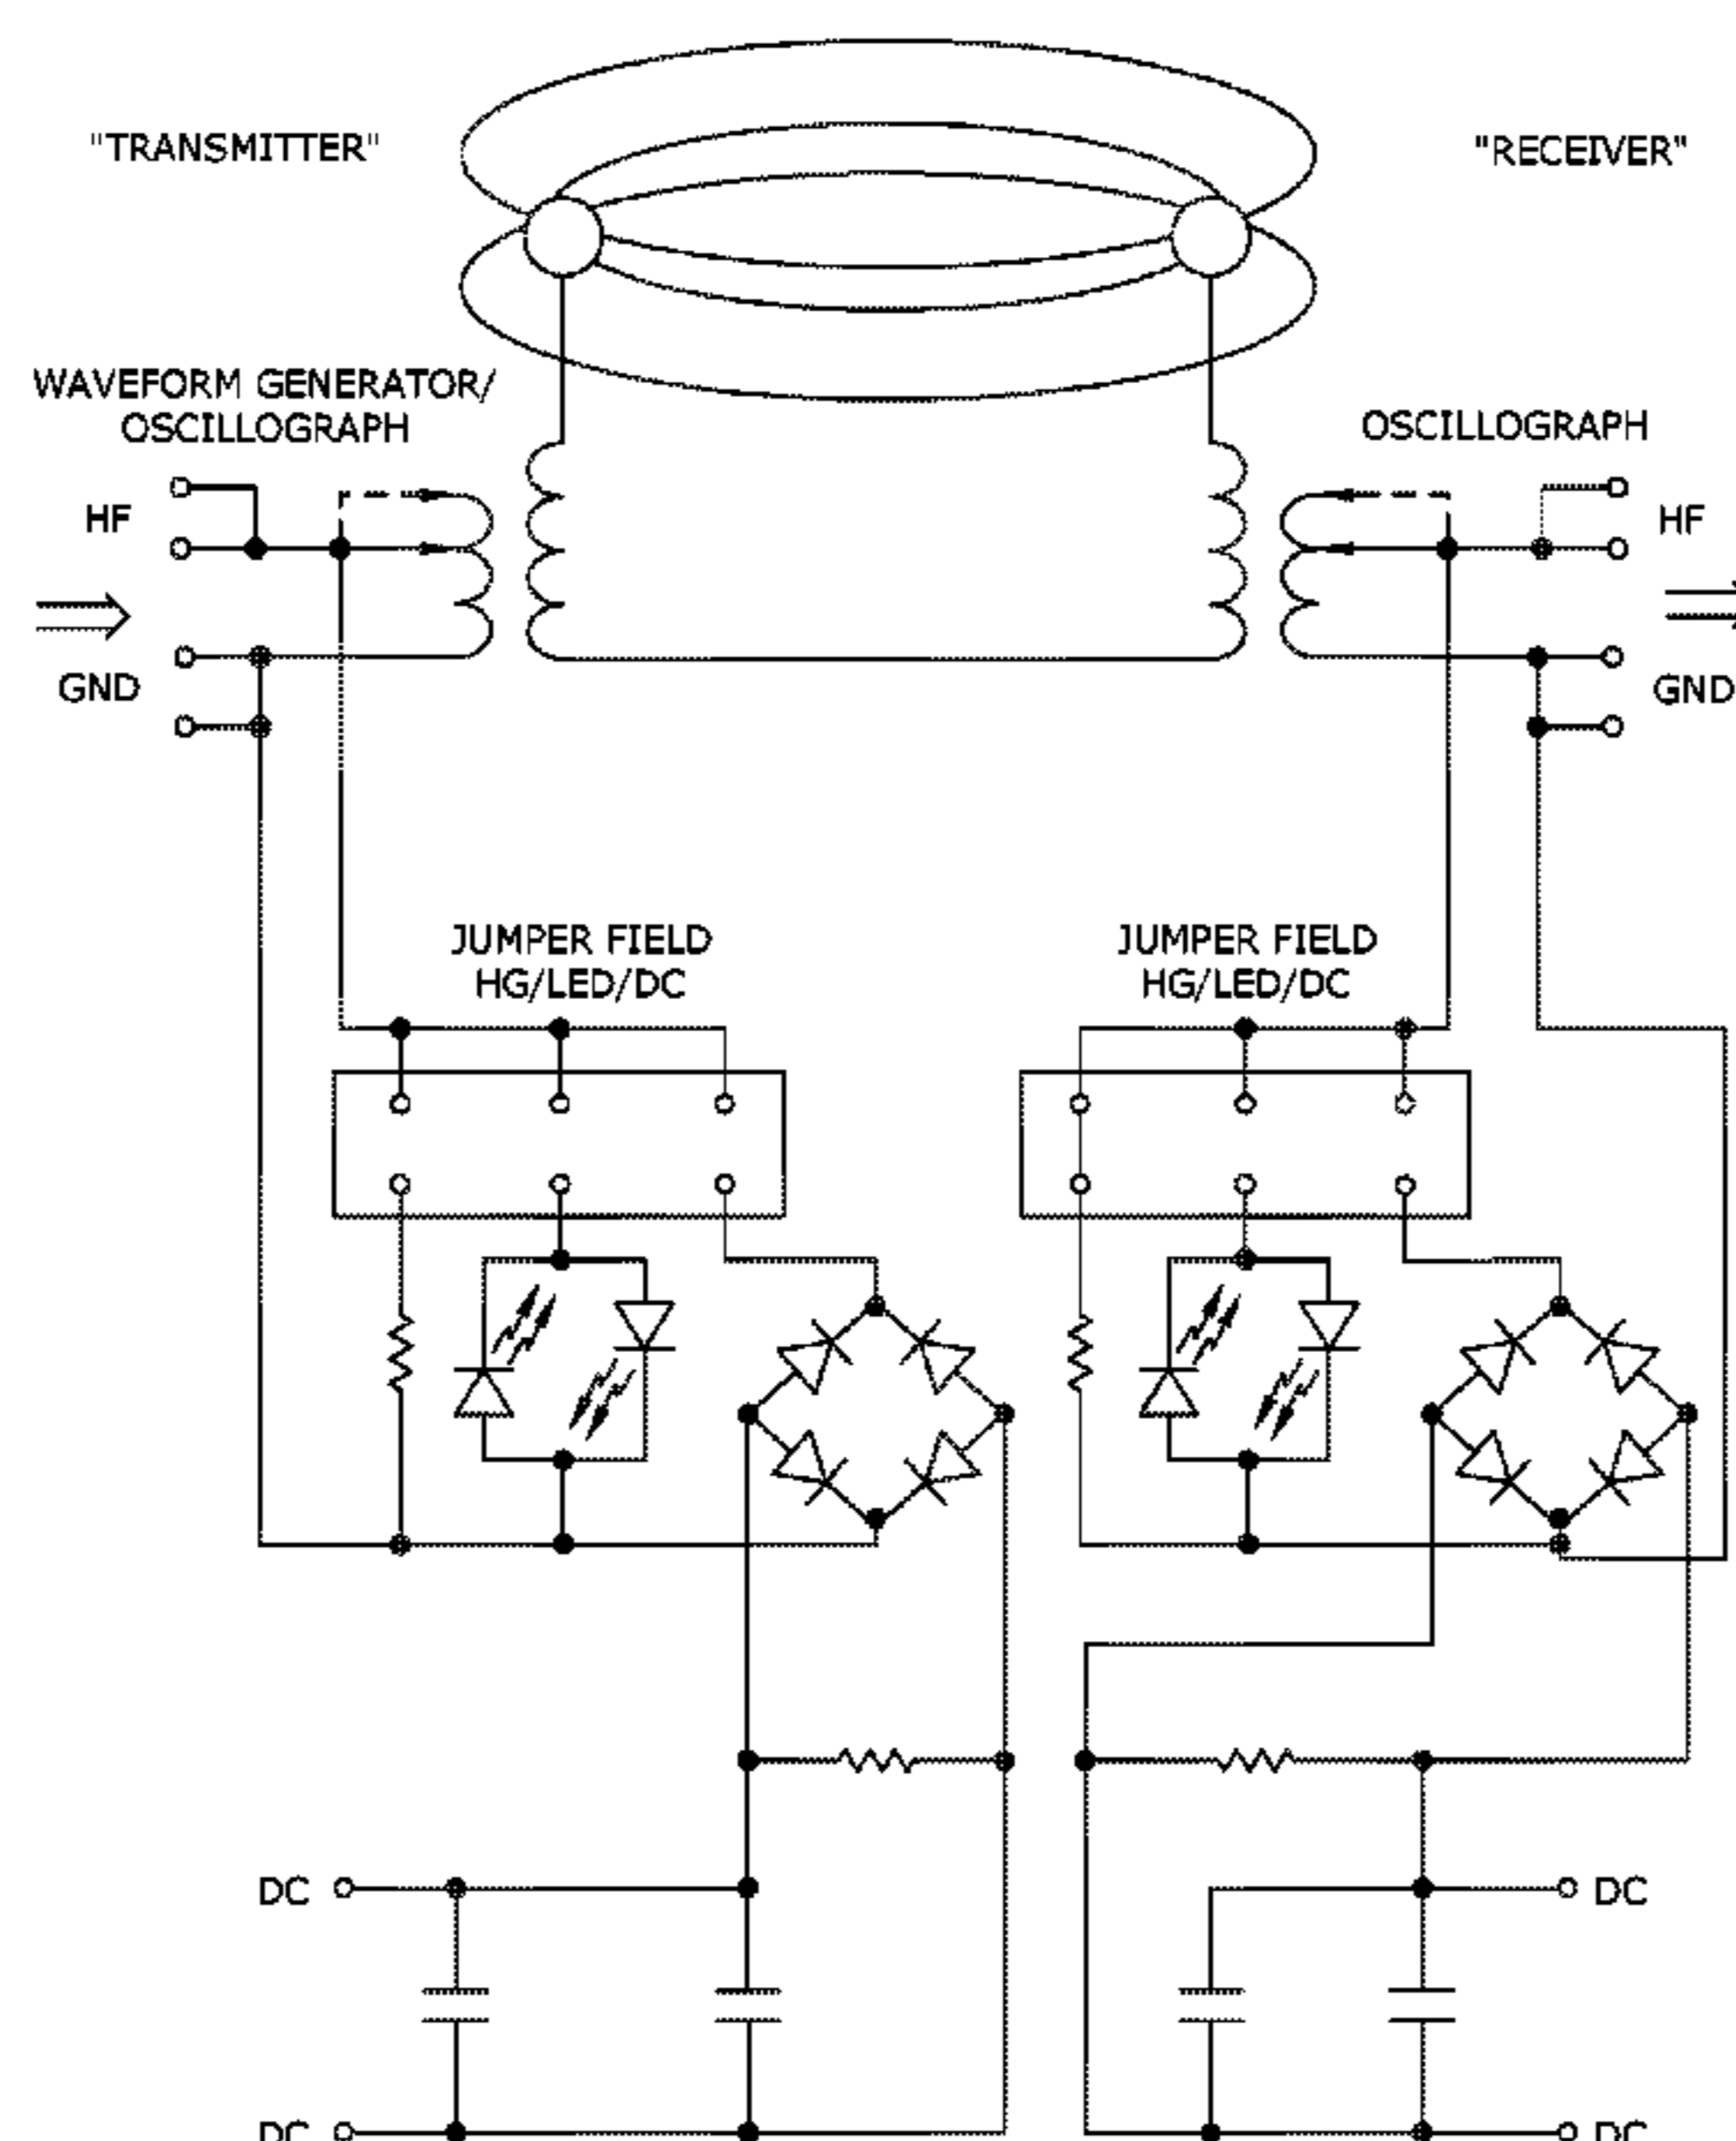 "TRANSMITTER"
"RECEIVER"
WAVEFORM GENERATOR/
OSCILLOGRAPH
OSCILLOGRAPH
HF
HF
GND
GND
JUMPER FIELD
HG/LED/DC
JUMPER FIELD
HG/LED/DC
DC
DC
DC
DC